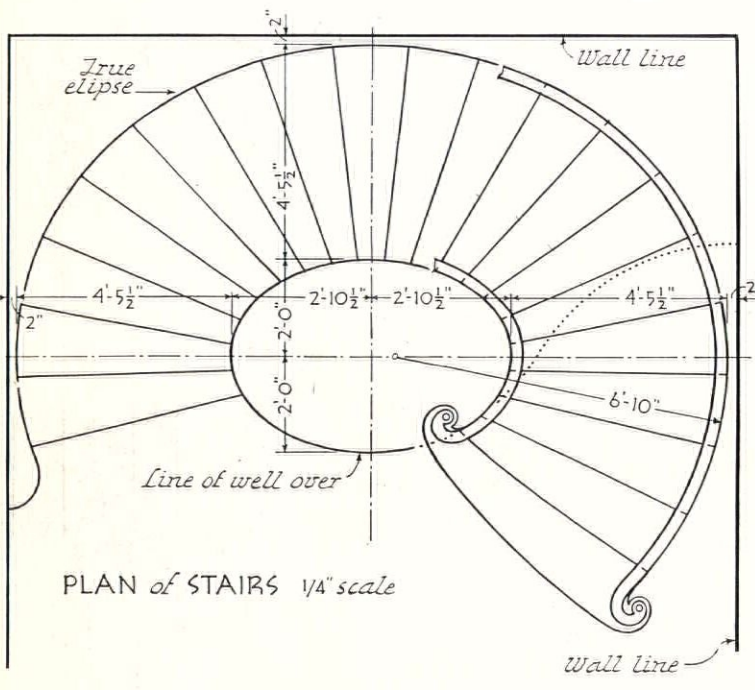 2"
Wall line
True
elipse
4'-5½"
4'-5½"
2'-10½"
2'-10½"
4'-5½"
2
2"
2'-0"
2'-0"
6'-10"
Line of well over
PLAN of STAIRS 1/4" scale
Wall line